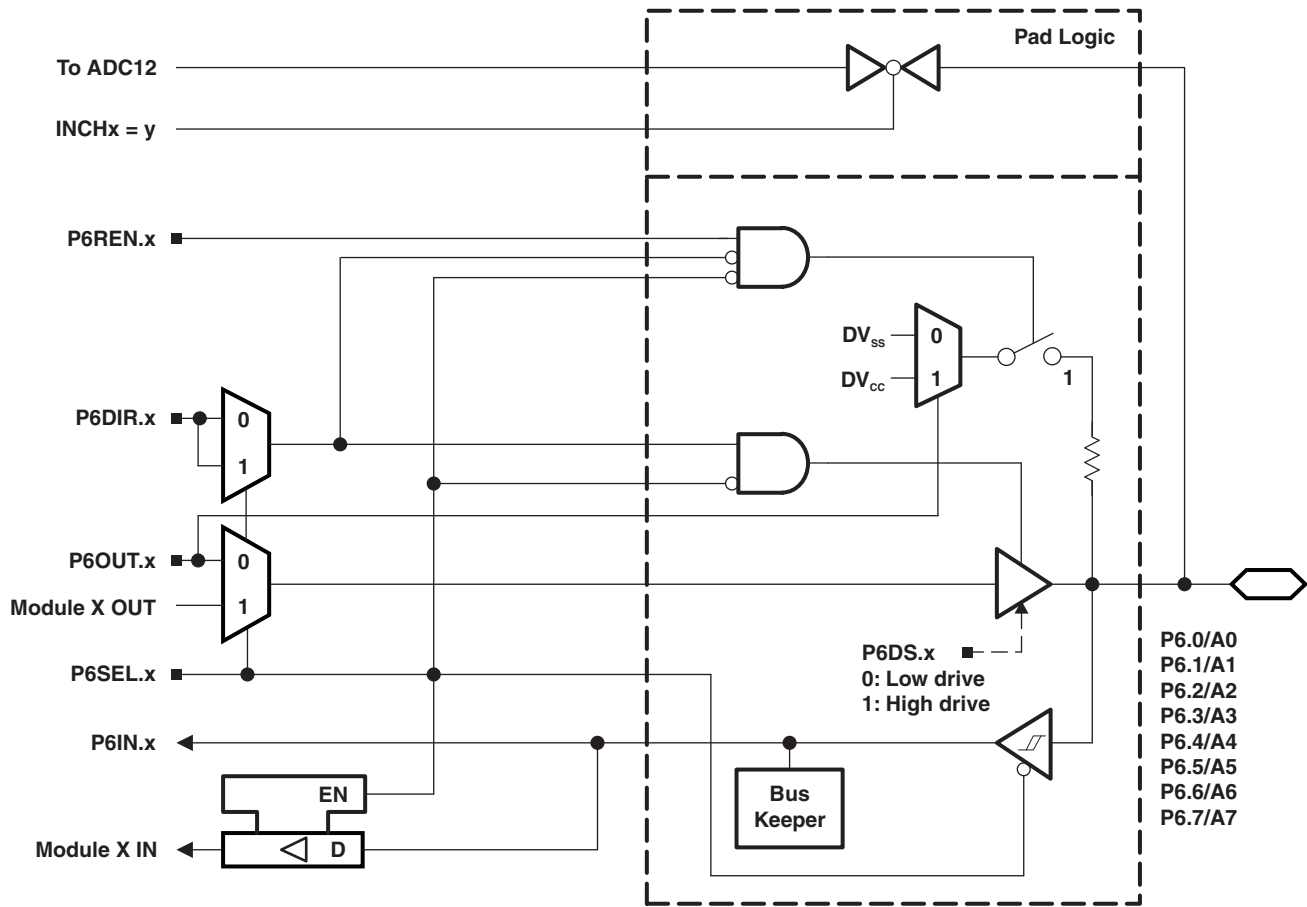 Pad Logic
To ADC12
INCHx = y
P6REN.x
DVSS
0
DVCC
1
1
P6DIR.x
0
1
P6OUT.x
0
Module X OUT
1
P6SEL.x
P6DS.x
0: Low drive
1: High drive
P6.0/A0
P6.1/A1
P6.2/A2
P6.3/A3
P6.4/A4
P6.5/A5
P6.6/A6
P6.7/A7
P6IN.x
EN
Bus
Keeper
Module X IN
D